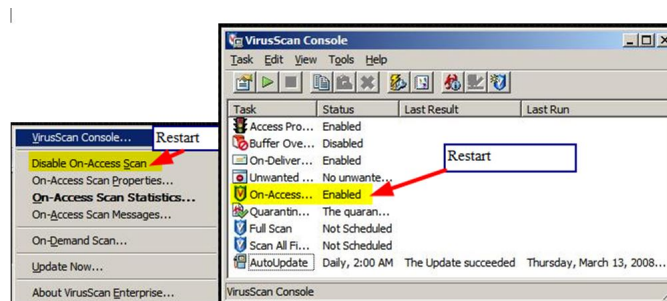 VirusScan Console...
Restart
Disable On-Access Scan
On-Access Scan Properties...
On-Access Scan Statistics...
On-Access Scan Messages...
On-Demand Scan...
Update Now...
About VirusScan Enterprise...
VirusScan Console
Task Edit View Tools Help
Task Status Last Result Last Run
Access Pro... Enabled
Buffer Ove... Disabled
On-Deliver... Enabled
Restart
Unwanted ... No unwante...
On-Access... Enabled
Quarantin... The quaran...
Full Scan Not Scheduled
Scan All Fi... Not Scheduled
AutoUpdate Daily, 2:00 AM The Update succeeded Thursday, March 13, 2008...
VirusScan Console